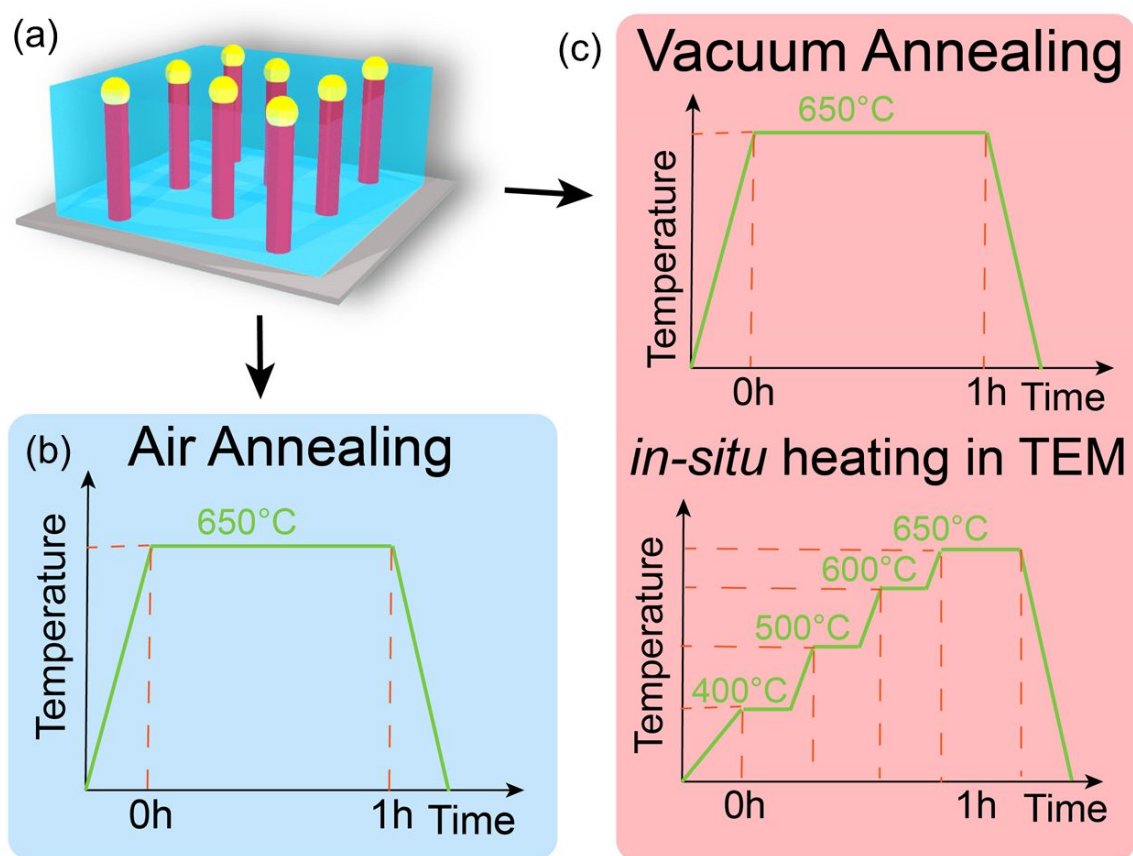 (a)
(b)
Air Annealing
Temperature
650°C
0h
1h
Time
(c)
Vacuum Annealing
Temperature
650°C
0h
1h
Time
in-situ heating in TEM
Temperature
400°C
500°C
600°C
650°C
0h
1h
Time